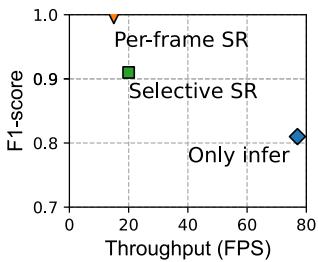 1.0
Per-frame SR
0.9
Selective SR
F1-score
0.8
Only infer
0.7
0 20 40 60 80
Throughput (FPS)